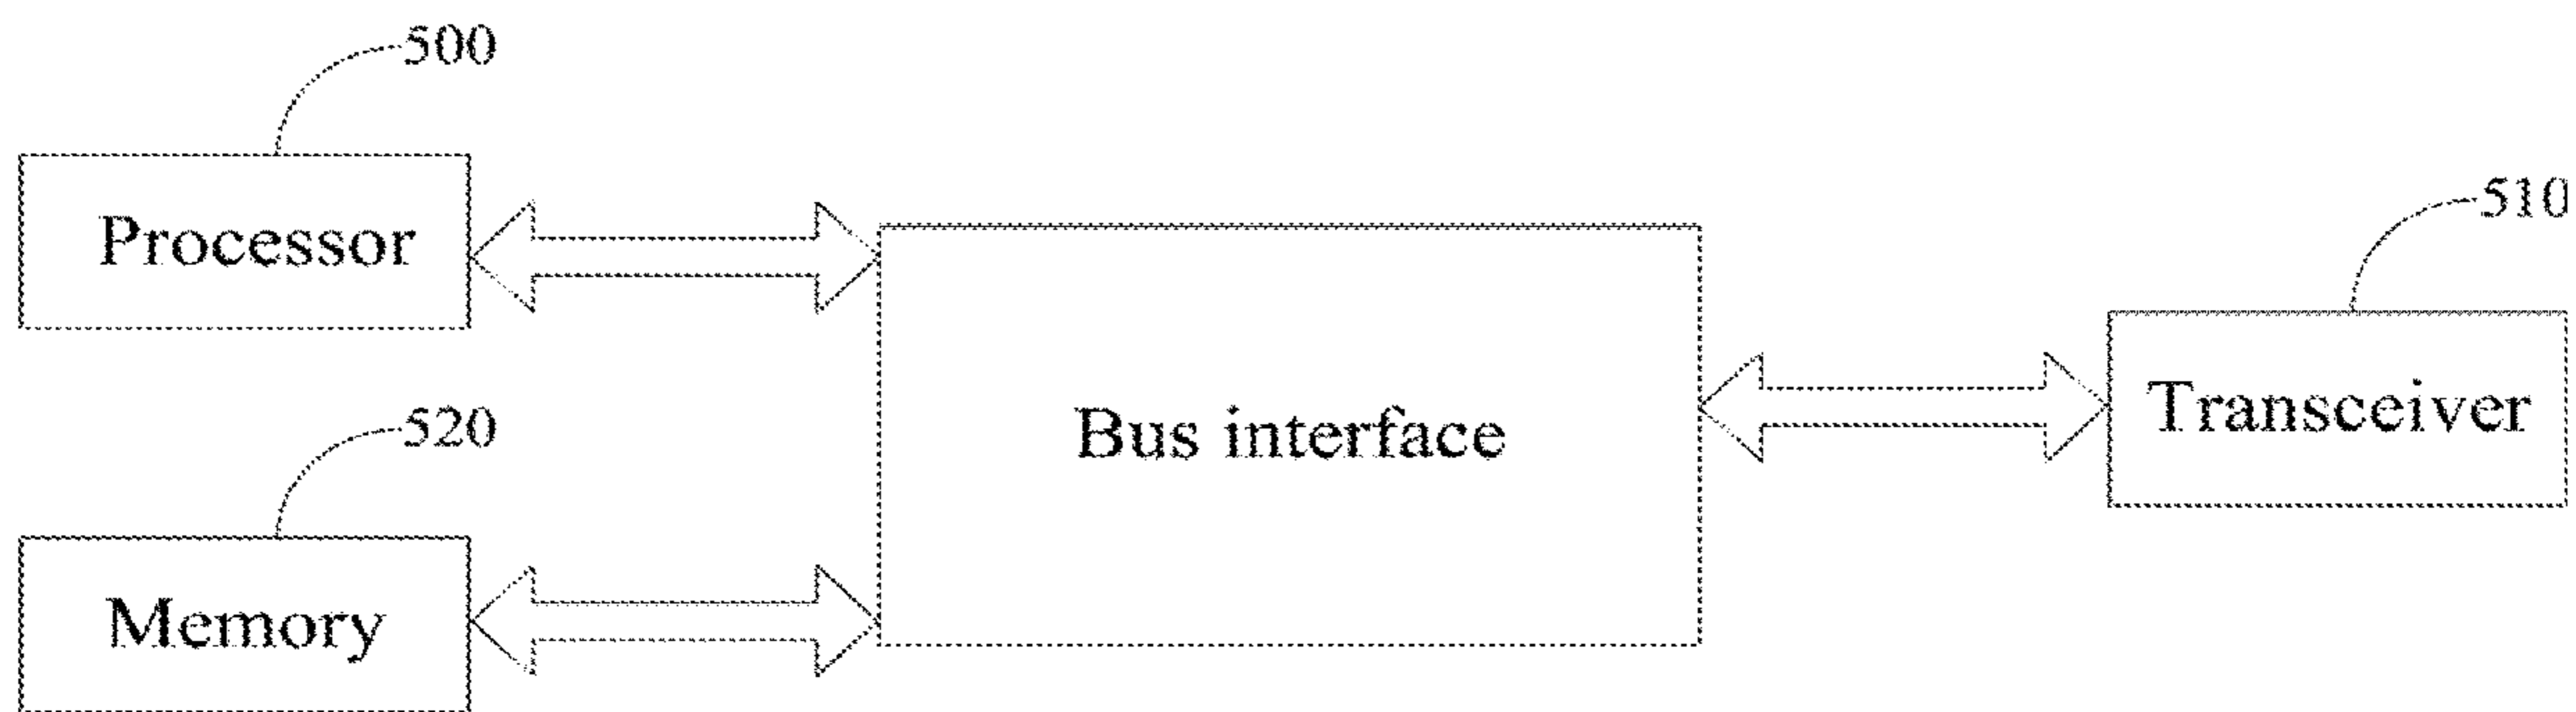 500
Processor
510
Transceiver
Bus interface
520
Memory